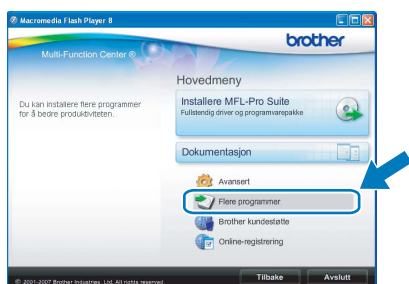 Macromedia Flash Player 8
brother
Multi-Function Center ®
Hovedmeny
Du kan installere flere programmer
for å bedre produktiviteten.
Installere MFL-Pro Suite
Fullstendig driver og programvarepakke
Dokumentasjon
Avansert
Flere programmer
Brother kundestøtte
Online-registrering
© 2001-2007 Brother Industries, Ltd. All rights reserved.
Tilbake
Avslutt